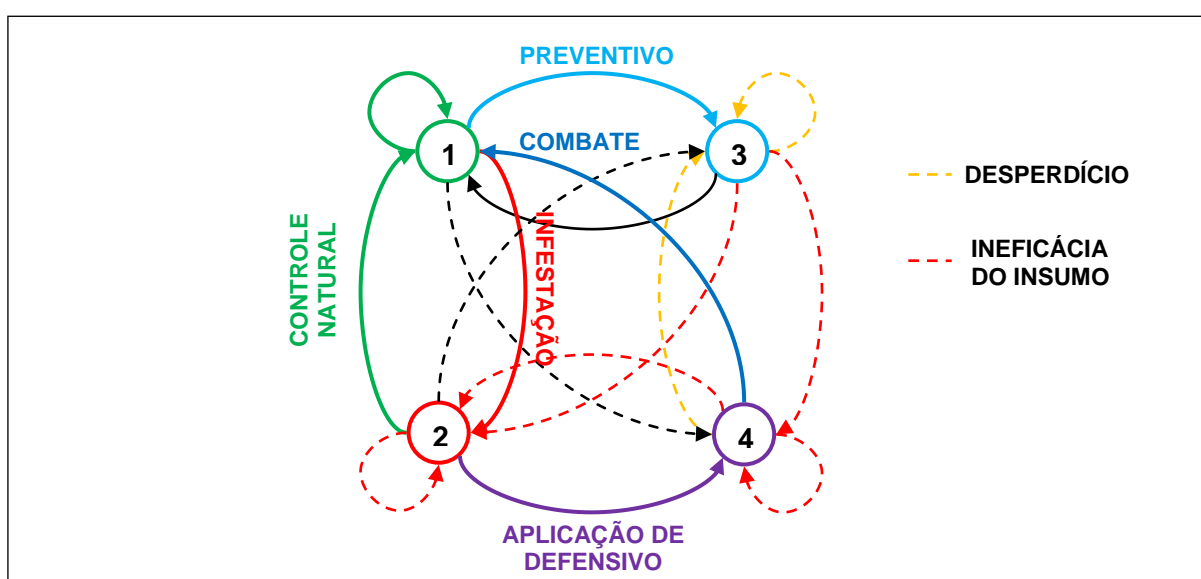 PREVENTIVO
COMBATE
1
3
DESPERDÍCIO
CONTROLE
NATURAL
INFESTAÇÃO
INEFICÁCIA
DO INSUMO
2
4
APLICAÇÃO DE
DEFENSIVO